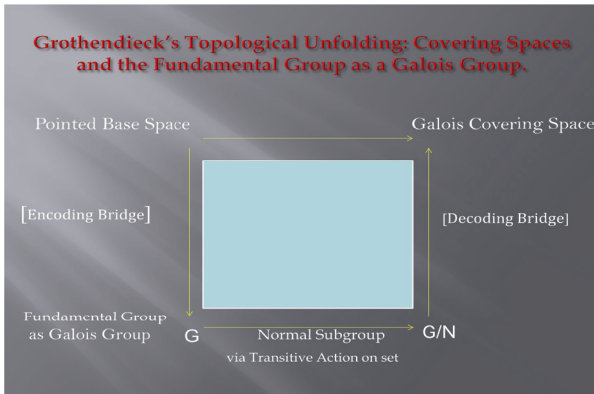 Grothendieck's Topological Unfolding: Covering Spaces
and the Fundamental Group as a Galois Group.
Pointed Base Space
Galois Covering Space
[Encoding Bridge]
[Decoding Bridge]
Fundamental Group
as Galois Group
G
Normal Subgroup
G/N
via Transitive Action on set